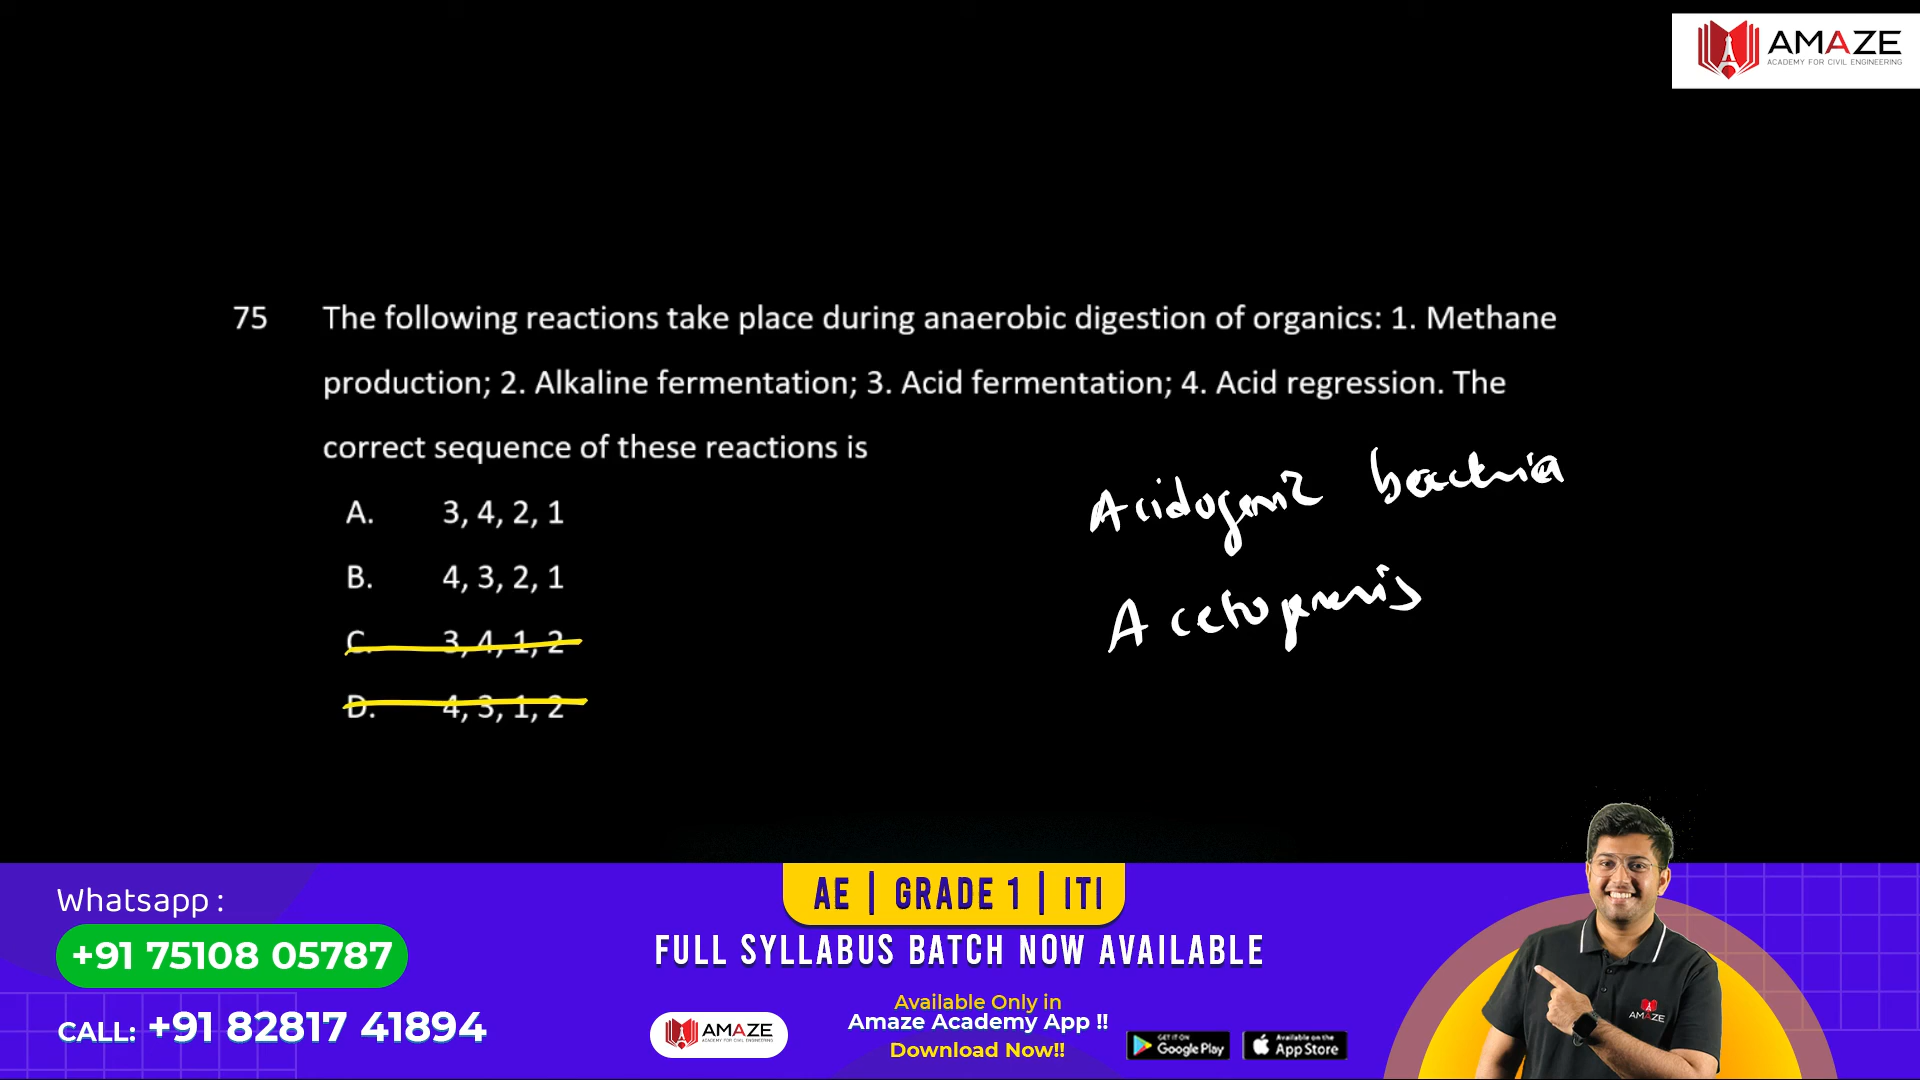 AMAZE
ACADEMY FOR CIVIL ENGINEERING
75 The following reactions take place during anaerobic digestion of organics: 1. Methane
production; 2. Alkaline fermentation; 3. Acid fermentation; 4. Acid regression. The
correct sequence of these reactions is
A. 3, 4, 2, 1
B. 4, 3, 2, 1
C. 3, 4, 1, 2
D. 4, 3, 1, 2
Acidogenic bacteria
Acetogenesis
Whatsapp :
+91 75108 05787
CALL: +91 82817 41894
AE | GRADE 1 | ITI
FULL SYLLABUS BATCH NOW AVAILABLE
AMAZE
ACADEMY FOR CIVIL ENGINEERING
Available Only in
Amaze Academy App !!
Download Now!!
GET IT ON
Google Play
Available on the
App Store
AMAZE